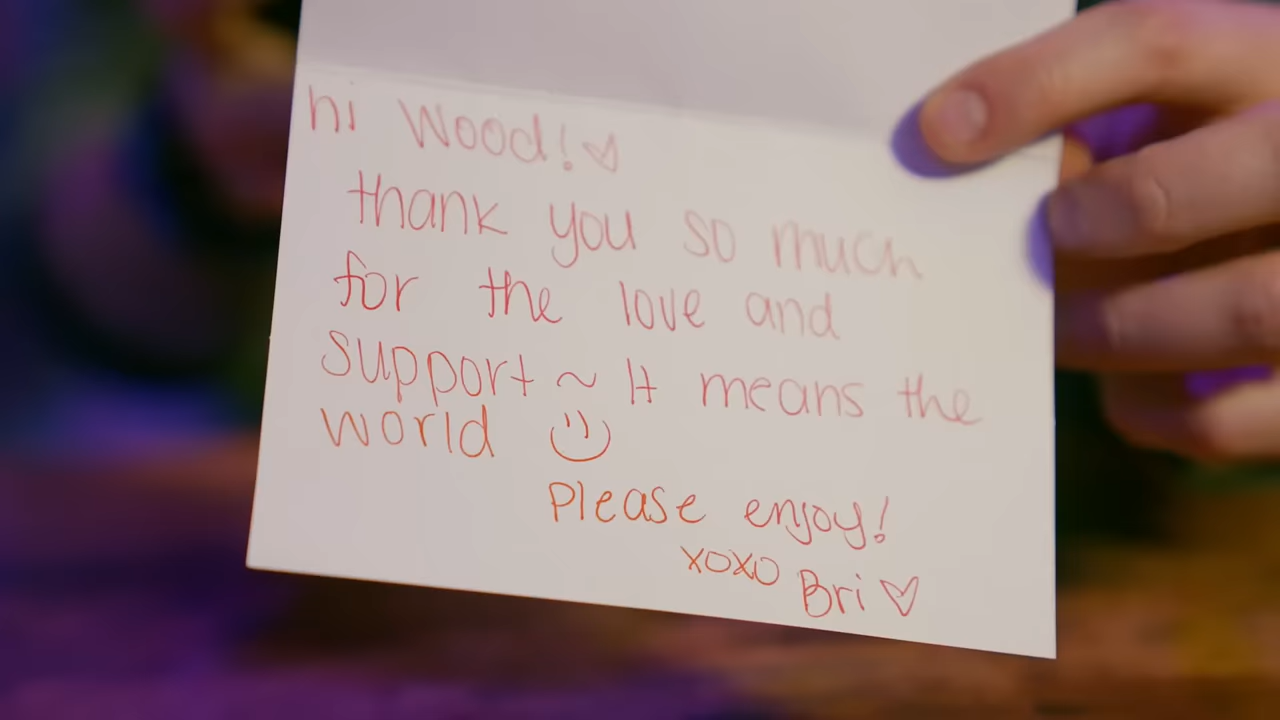 hi Wood! ♡
thank you so much
for the love and
support ~ It means the
world :)
Please enjoy!
xoxo Bri ♡